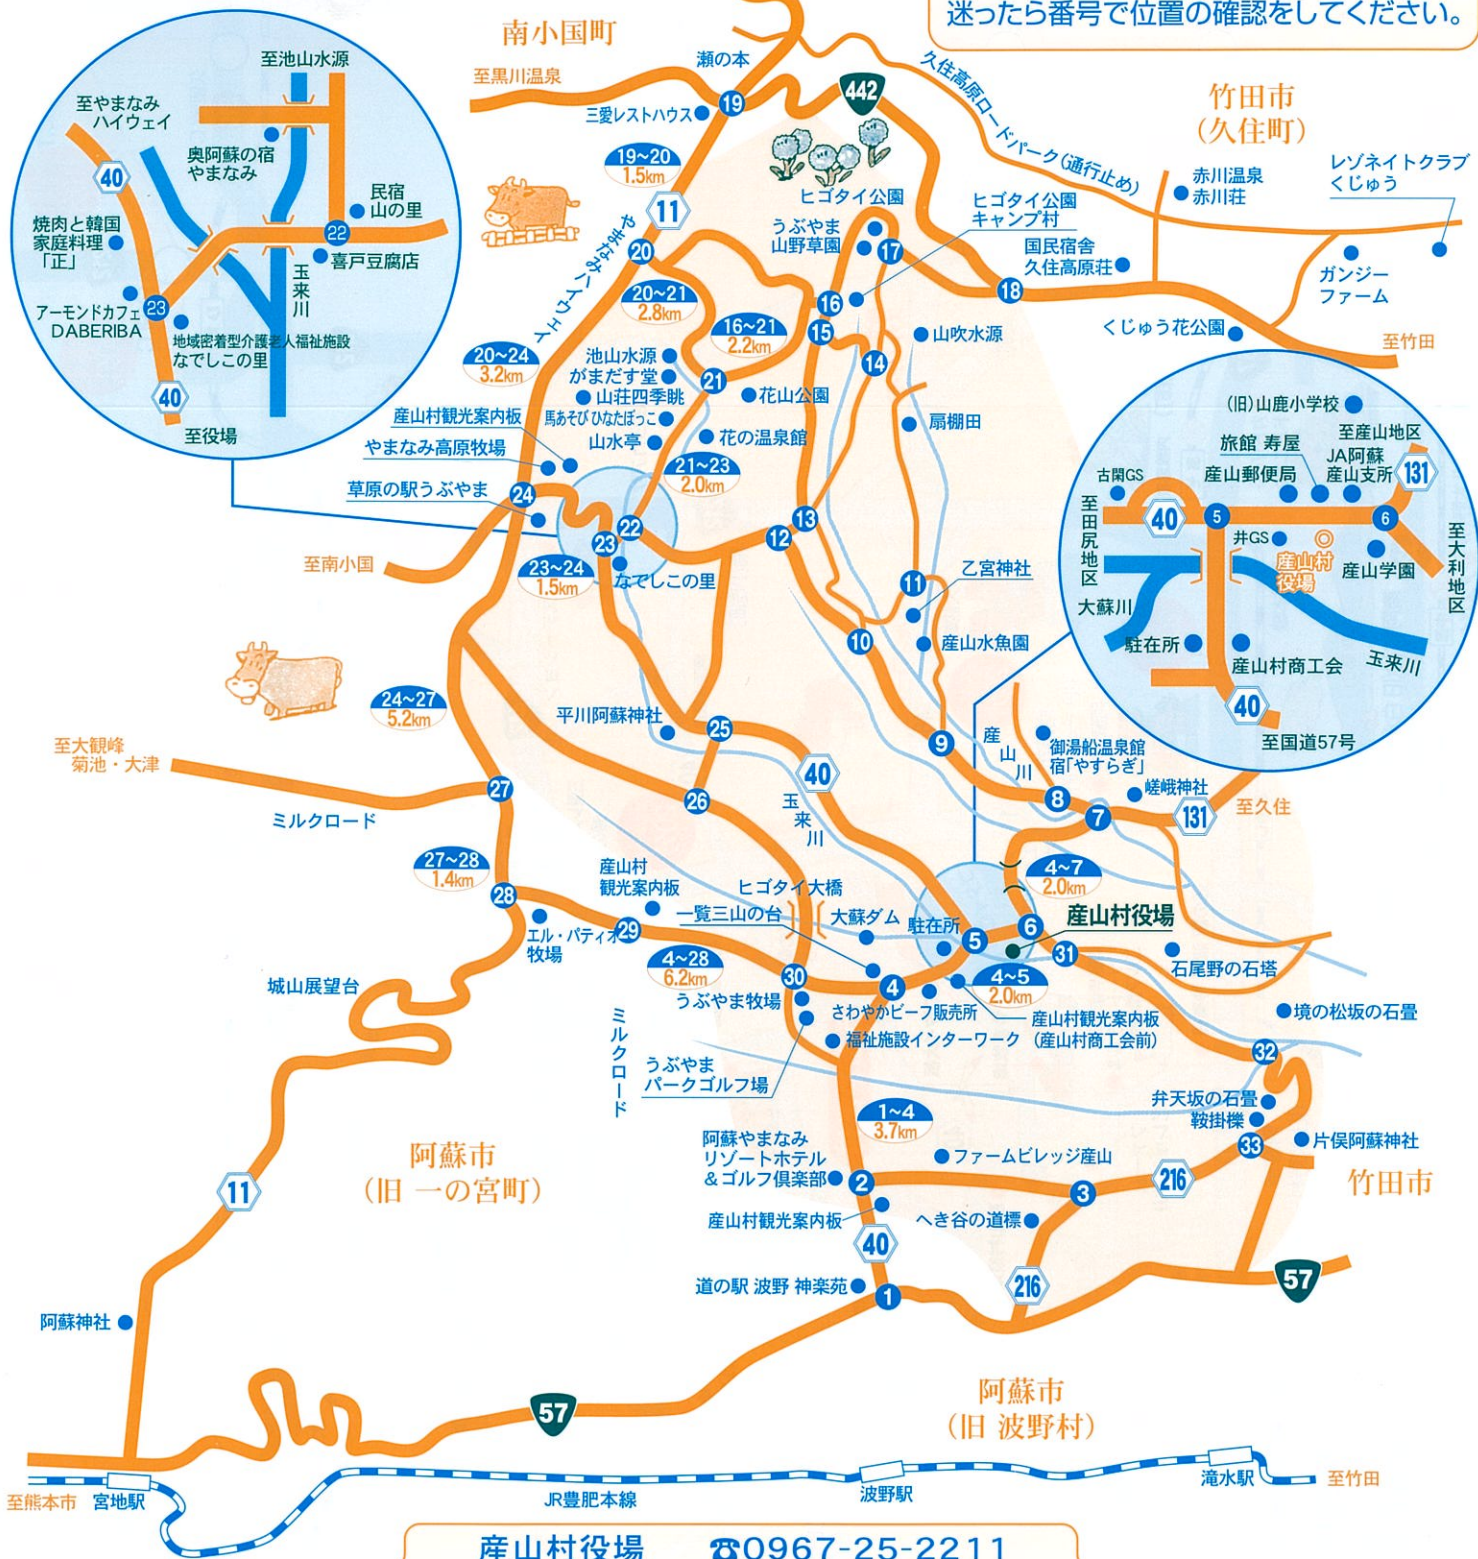 迷ったら番号で位置の確認をしてください。
南小国町
至黒川温泉
瀬の本
三愛レストハウス
19
442
久住高原ロードパーク(通行止め)
竹田市
(久住町)
赤川温泉
赤川荘
レゾネイトクラブ
くじゅう
ガンジー
ファーム
国民宿舎
久住高原荘
くじゅう花公園
至竹田
18
至池山水源
至やまなみ
ハイウェイ
奥阿蘇の宿
やまなみ
40
民宿
山の里
焼肉と韓国
家庭料理
「正」
22
喜戸豆腐店
玉来川
23
アーモンドカフェ
DABERIBA
地域密着型介護老人福祉施設
なでしこの里
40
至役場
19~20
1.5km
11
やまなみハイウェイ
20
20~21
2.8km
20~24
3.2km
ヒゴタイ公園
うぶやま
山野草園
17
ヒゴタイ公園
キャンプ村
16
15
16~21
2.2km
14
山吹水源
扇棚田
池山水源
がまだす堂
山荘四季眺
馬あそび ひなたぼっこ
山水亭
21
花山公園
花の温泉館
21~23
2.0km
産山村観光案内板
やまなみ高原牧場
草原の駅うぶやま
24
22
23
23~24
1.5km
なでしこの里
至南小国
12
13
11
乙宮神社
産山水魚園
10
9
(旧)山鹿小学校
旅館 寿屋
至産山地区
JA阿蘇
産山支所
131
産山郵便局
古閑GS
至田尻地区
40
5
6
井GS
産山村
役場
産山学園
至大利地区
大蘇川
駐在所
産山村商工会
玉来川
40
至国道57号
24~27
5.2km
至大観峰
菊池・大津
ミルクロード
27
平川阿蘇神社
25
26
40
玉来川
産山川
御湯船温泉館
宿「やすらぎ」
嵯峨神社
8
7
131
至久住
4~7
2.0km
27~28
1.4km
28
産山村
観光案内板
エル・パティオ
牧場
29
ヒゴタイ大橋
一覧三山の台
大蘇ダム
駐在所
5
6
産山村役場
31
石尾野の石塔
4~28
6.2km
30
4
4~5
2.0km
うぶやま牧場
さわやかビーフ販売所
産山村観光案内板
(産山村商工会前)
福祉施設インターワーク
うぶやま
パークゴルフ場
ミルクロード
城山展望台
境の松坂の石畳
32
弁天坂の石畳
鞍掛櫟
33
片俣阿蘇神社
竹田市
1~4
3.7km
阿蘇市
(旧 一の宮町)
11
阿蘇やまなみ
リゾートホテル
&ゴルフ倶楽部
2
ファームビレッジ産山
3
216
産山村観光案内板
へき谷の道標
40
216
道の駅 波野 神楽苑
1
57
阿蘇神社
57
阿蘇市
(旧 波野村)
至熊本市
宮地駅
JR豊肥本線
波野駅
滝水駅
至竹田
産山村役場 ☎0967-25-2211